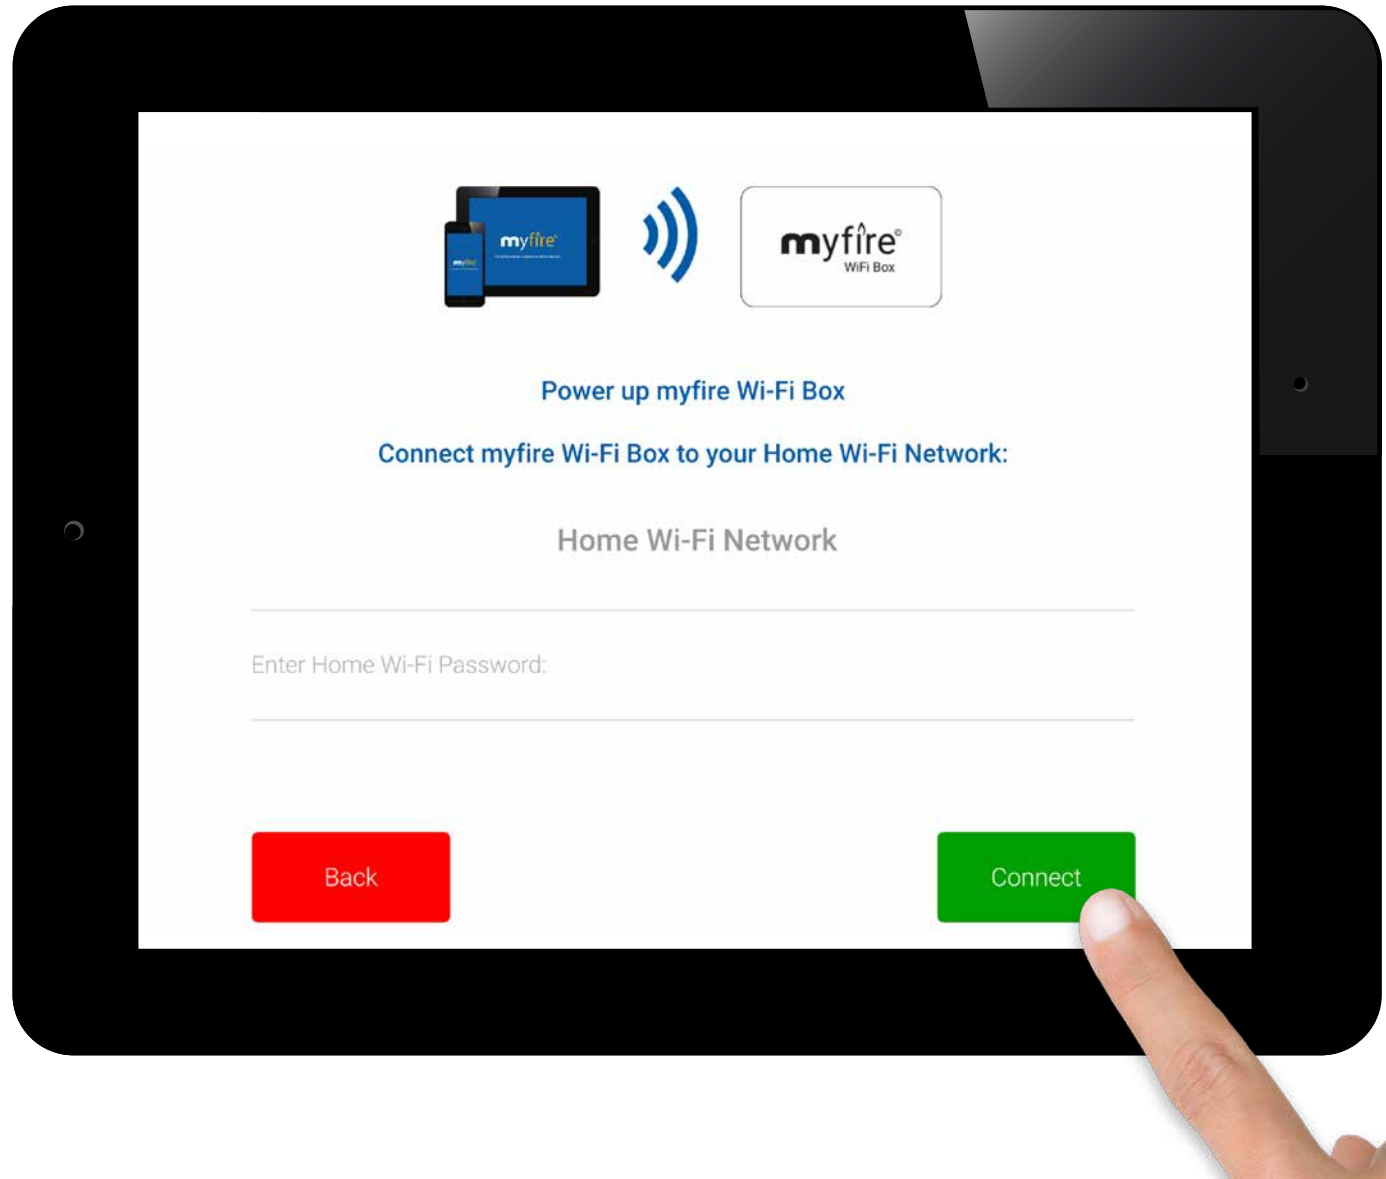 myfire
myfire
myfire©
WiFi Box
Power up myfire Wi-Fi Box
Connect myfire Wi-Fi Box to your Home Wi-Fi Network:
Home Wi-Fi Network
Enter Home Wi-Fi Password:
Back
Connect